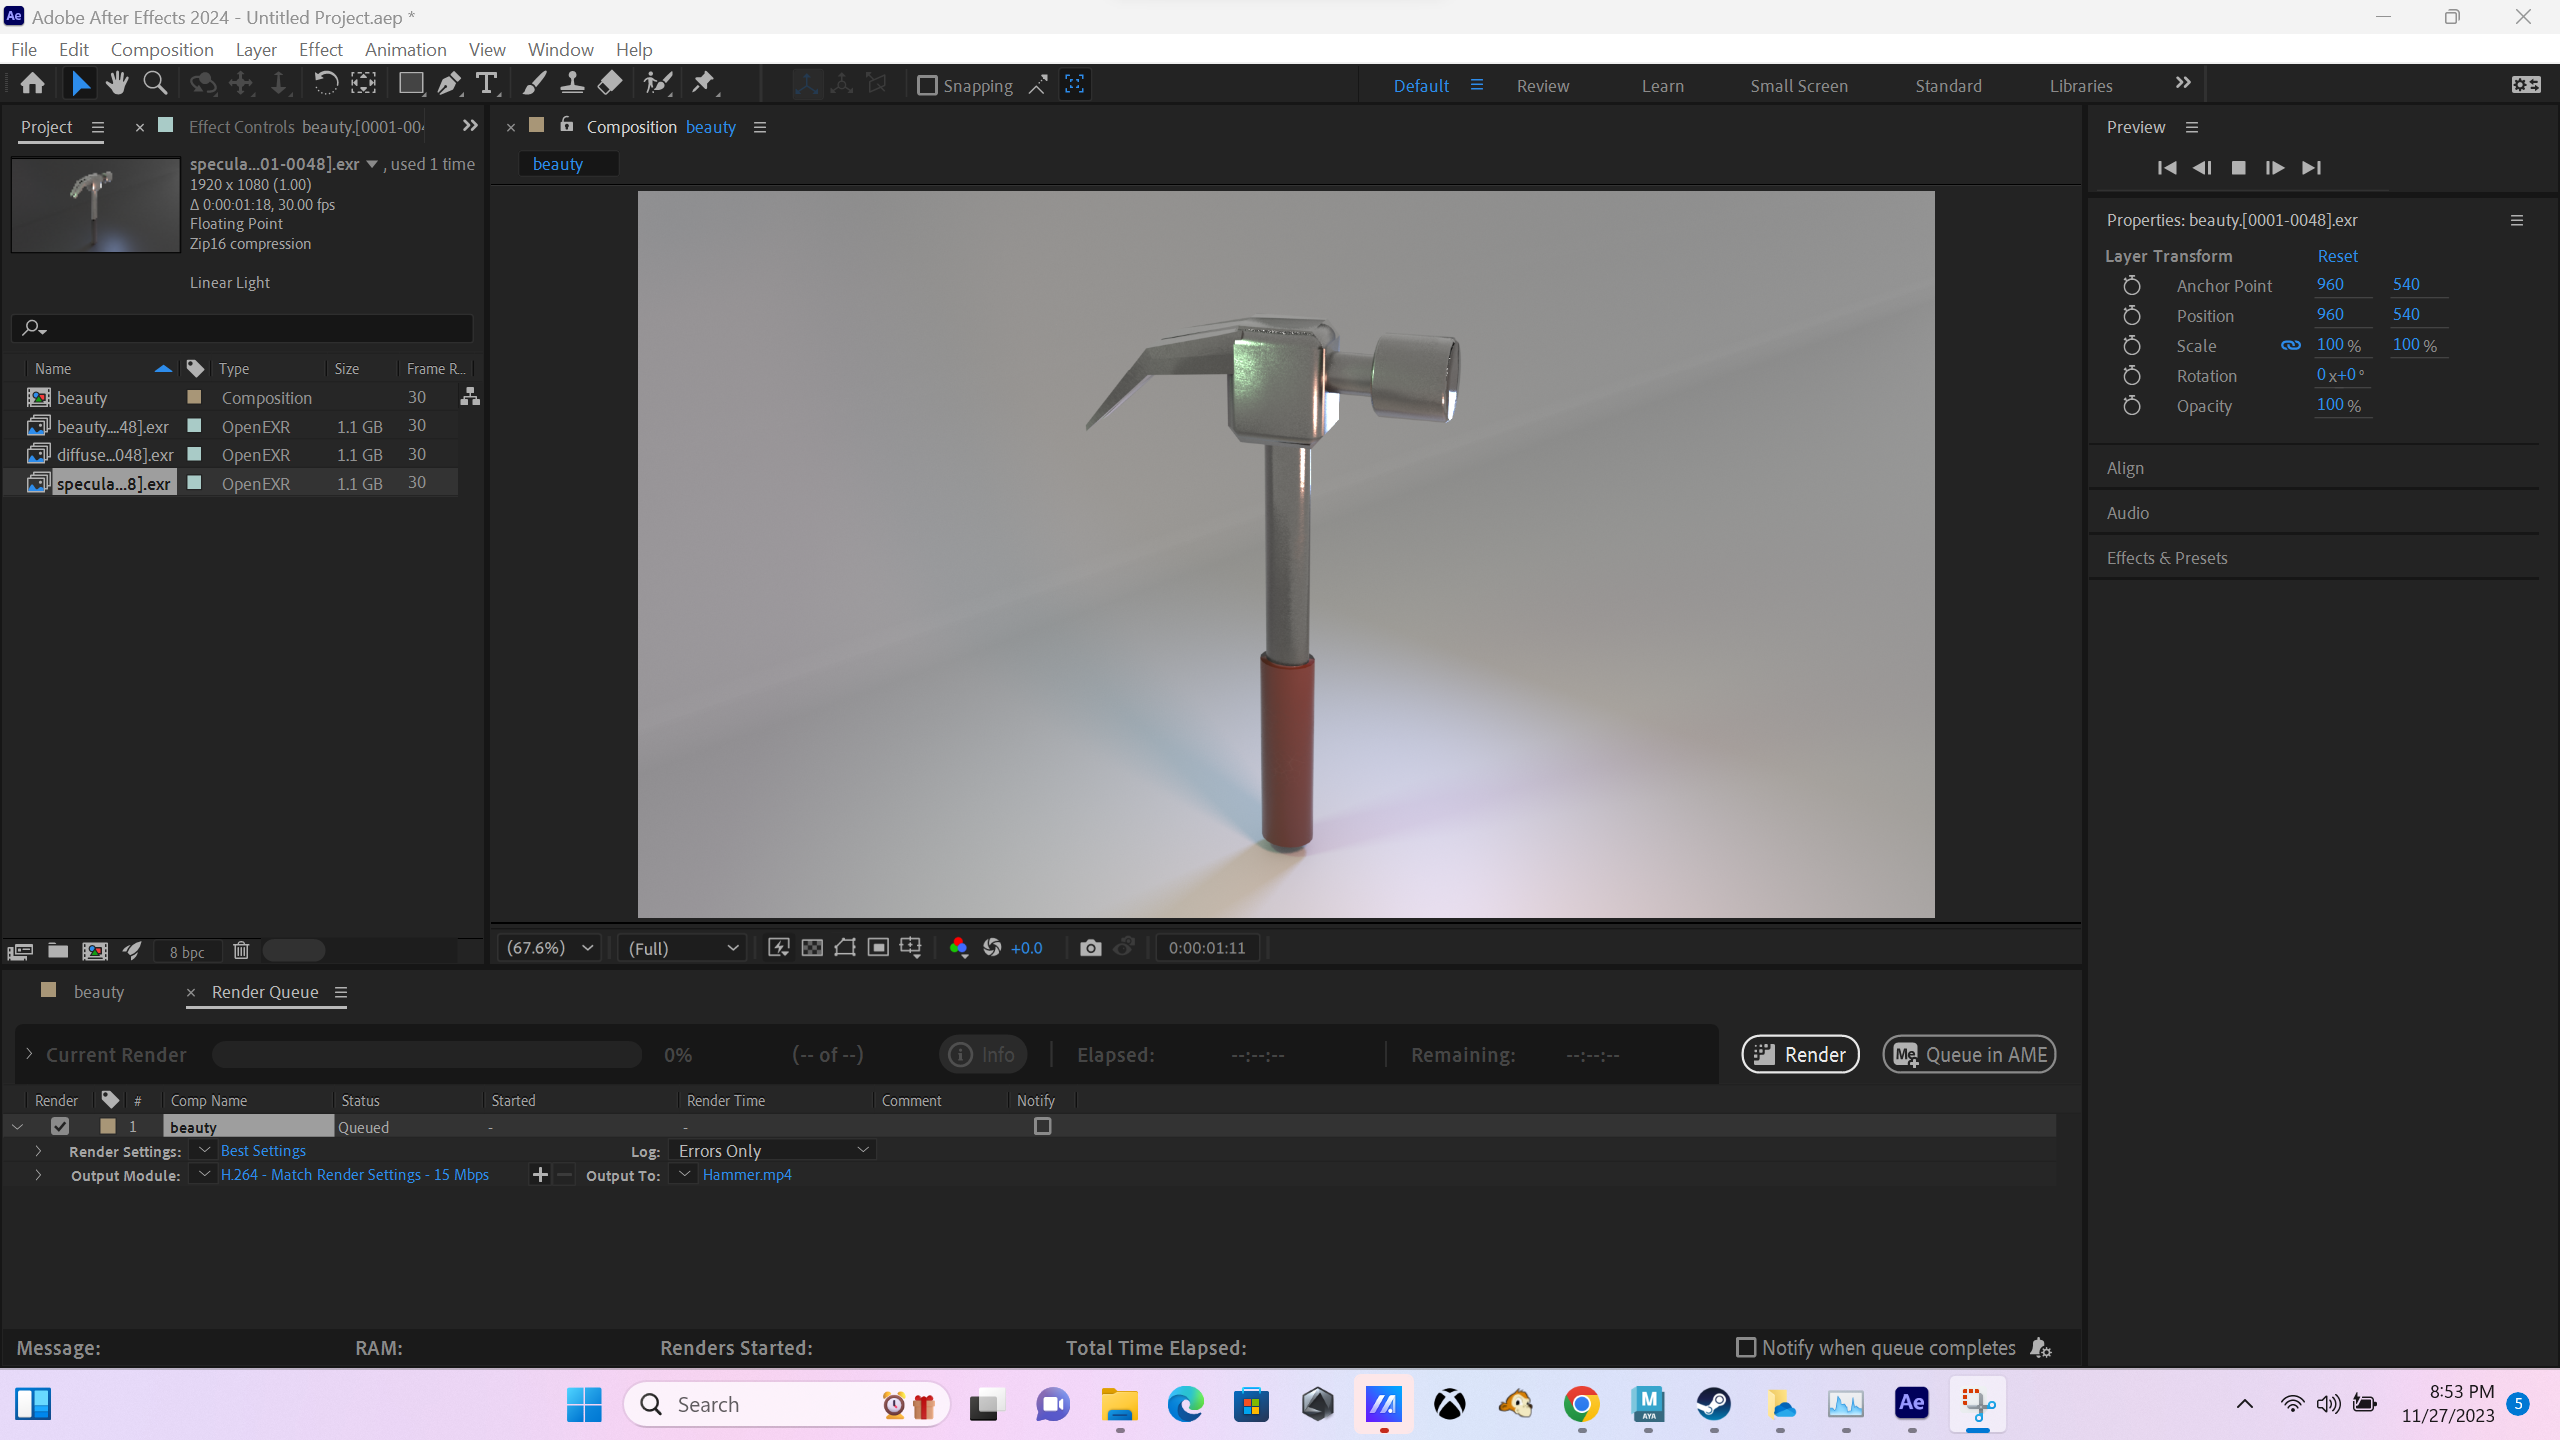 Adobe After Effects 2024 - Untitled Project.aep *
File Edit Composition Layer Effect Animation View Window Help
Snapping
Default Review Learn Small Screen Standard Libraries
Project
Effect Controls beauty.[0001-004
Composition beauty
Preview
beauty
specula...01-0048].exr , used 1 time
1920 x 1080 (1.00)
Δ 0:00:01:18, 30.00 fps
Floating Point
Zip16 compression
Linear Light
Properties: beauty.[0001-0048].exr
Layer Transform Reset
Anchor Point 960 540
Position 960 540
Scale 100 % 100 %
Rotation 0x+0°
Opacity 100 %
Align
Audio
Effects & Presets
Name Type Size Frame R...
beauty Composition 30
beauty....48].exr OpenEXR 1.1 GB 30
diffuse...048].exr OpenEXR 1.1 GB 30
specula...8].exr OpenEXR 1.1 GB 30
8 bpc
(67.6%) (Full) +0.0 0:00:01:11
beauty Render Queue
Current Render 0% (-- of --) Info Elapsed: --:--:-- Remaining: --:--:-- Render Queue in AME
Render # Comp Name Status Started Render Time Comment Notify
1 beauty Queued - -
Render Settings: Best Settings Log: Errors Only
Output Module: H.264 - Match Render Settings - 15 Mbps Output To: Hammer.mp4
Message: RAM: Renders Started: Total Time Elapsed: Notify when queue completes
Search
8:53 PM
11/27/2023
5